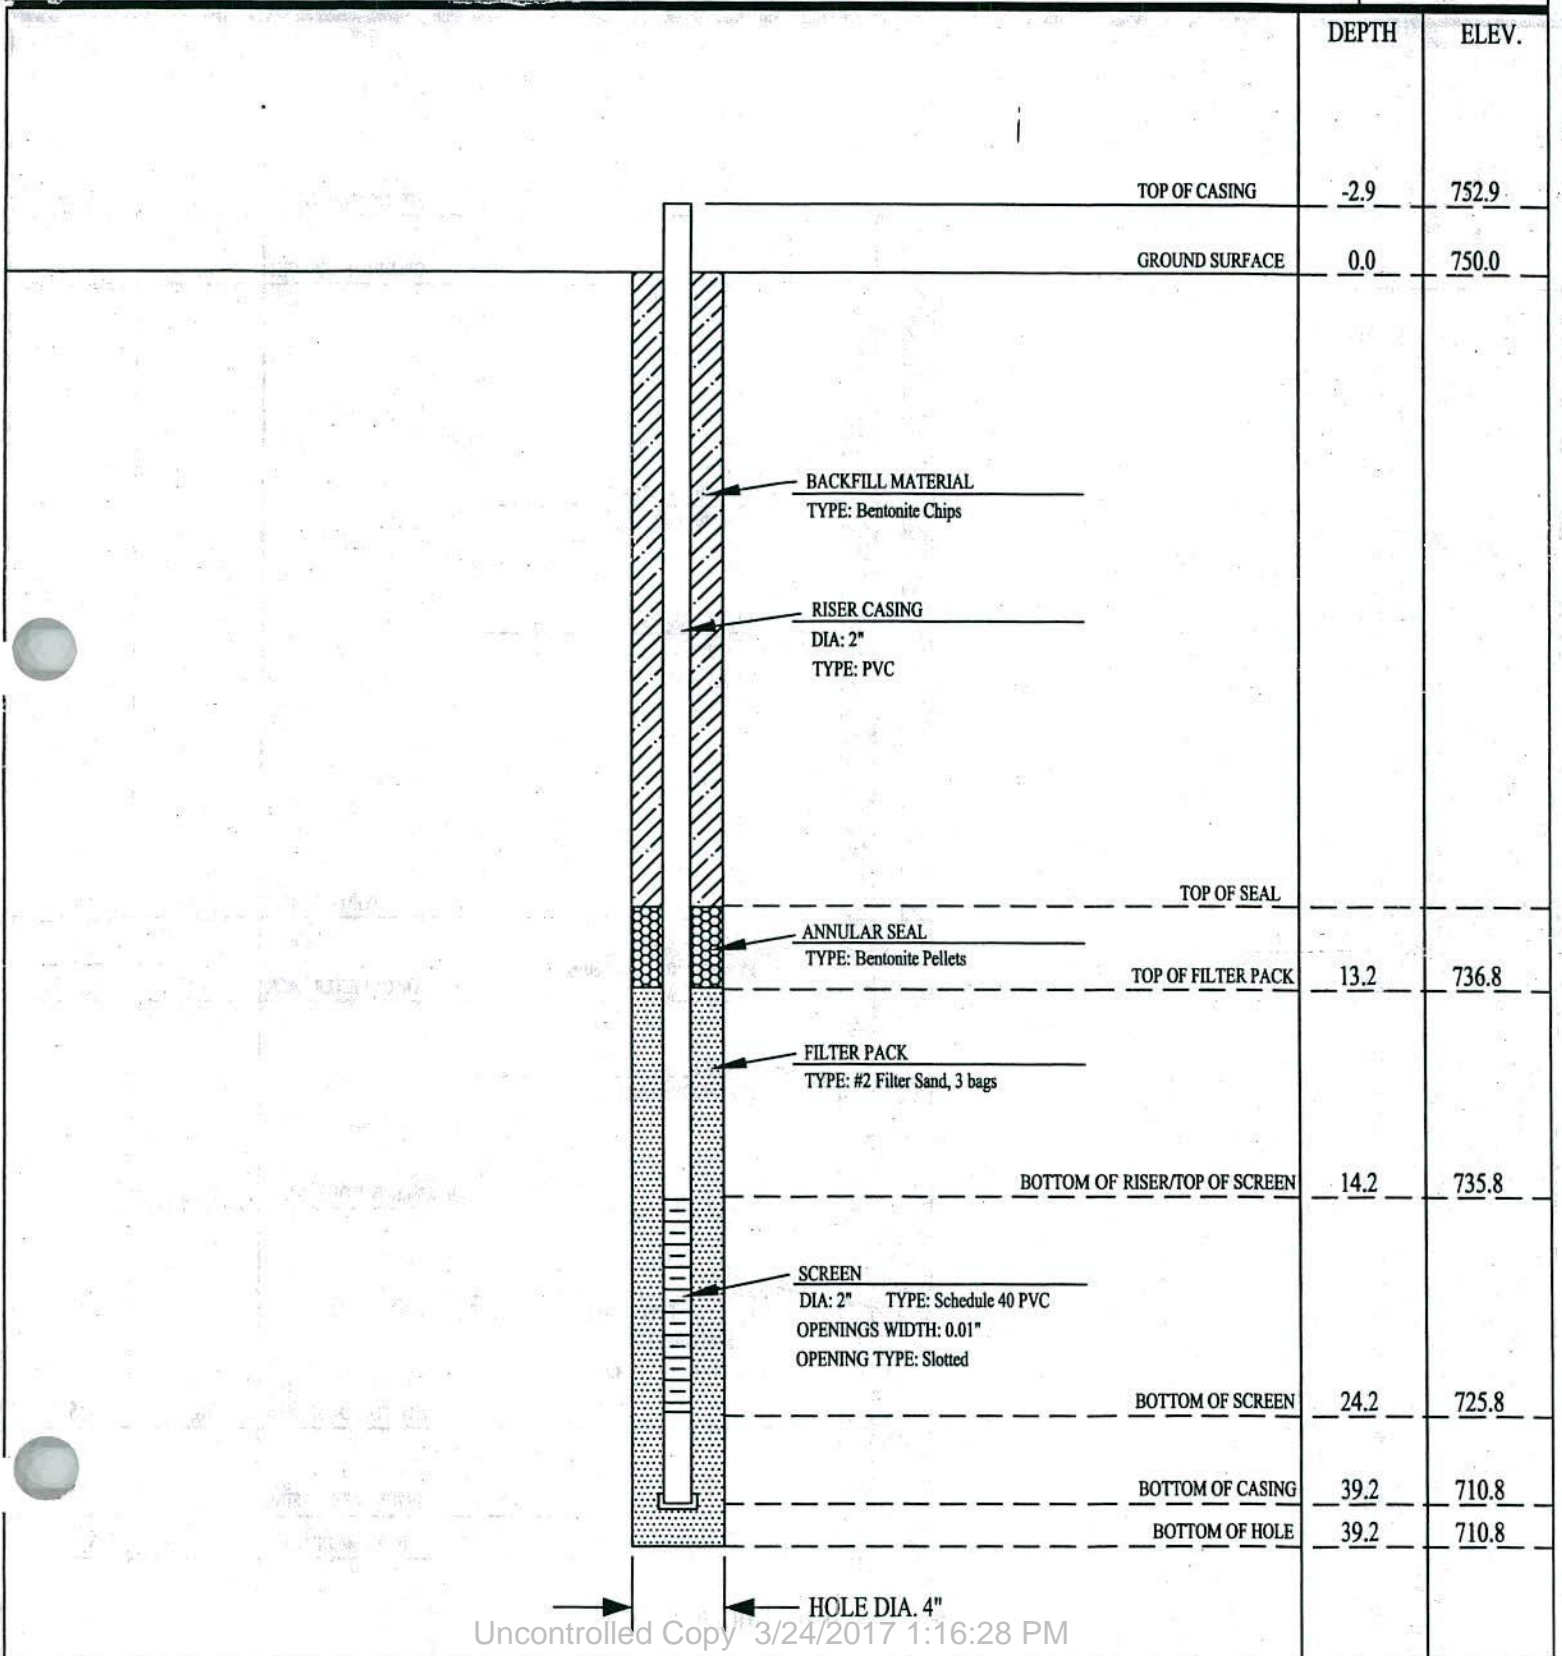 DEPTH ELEV.
TOP OF CASING -2.9 752.9
GROUND SURFACE 0.0 750.0
BACKFILL MATERIAL
TYPE: Bentonite Chips
RISER CASING
DIA: 2"
TYPE: PVC
TOP OF SEAL
ANNULAR SEAL
TYPE: Bentonite Pellets
TOP OF FILTER PACK 13.2 736.8
FILTER PACK
TYPE: #2 Filter Sand, 3 bags
BOTTOM OF RISER/TOP OF SCREEN 14.2 735.8
SCREEN
DIA: 2" TYPE: Schedule 40 PVC
OPENINGS WIDTH: 0.01"
OPENING TYPE: Slotted
BOTTOM OF SCREEN 24.2 725.8
BOTTOM OF CASING 39.2 710.8
BOTTOM OF HOLE 39.2 710.8
HOLE DIA. 4"
Uncontrolled Copy 3/24/2017 1:16:28 PM